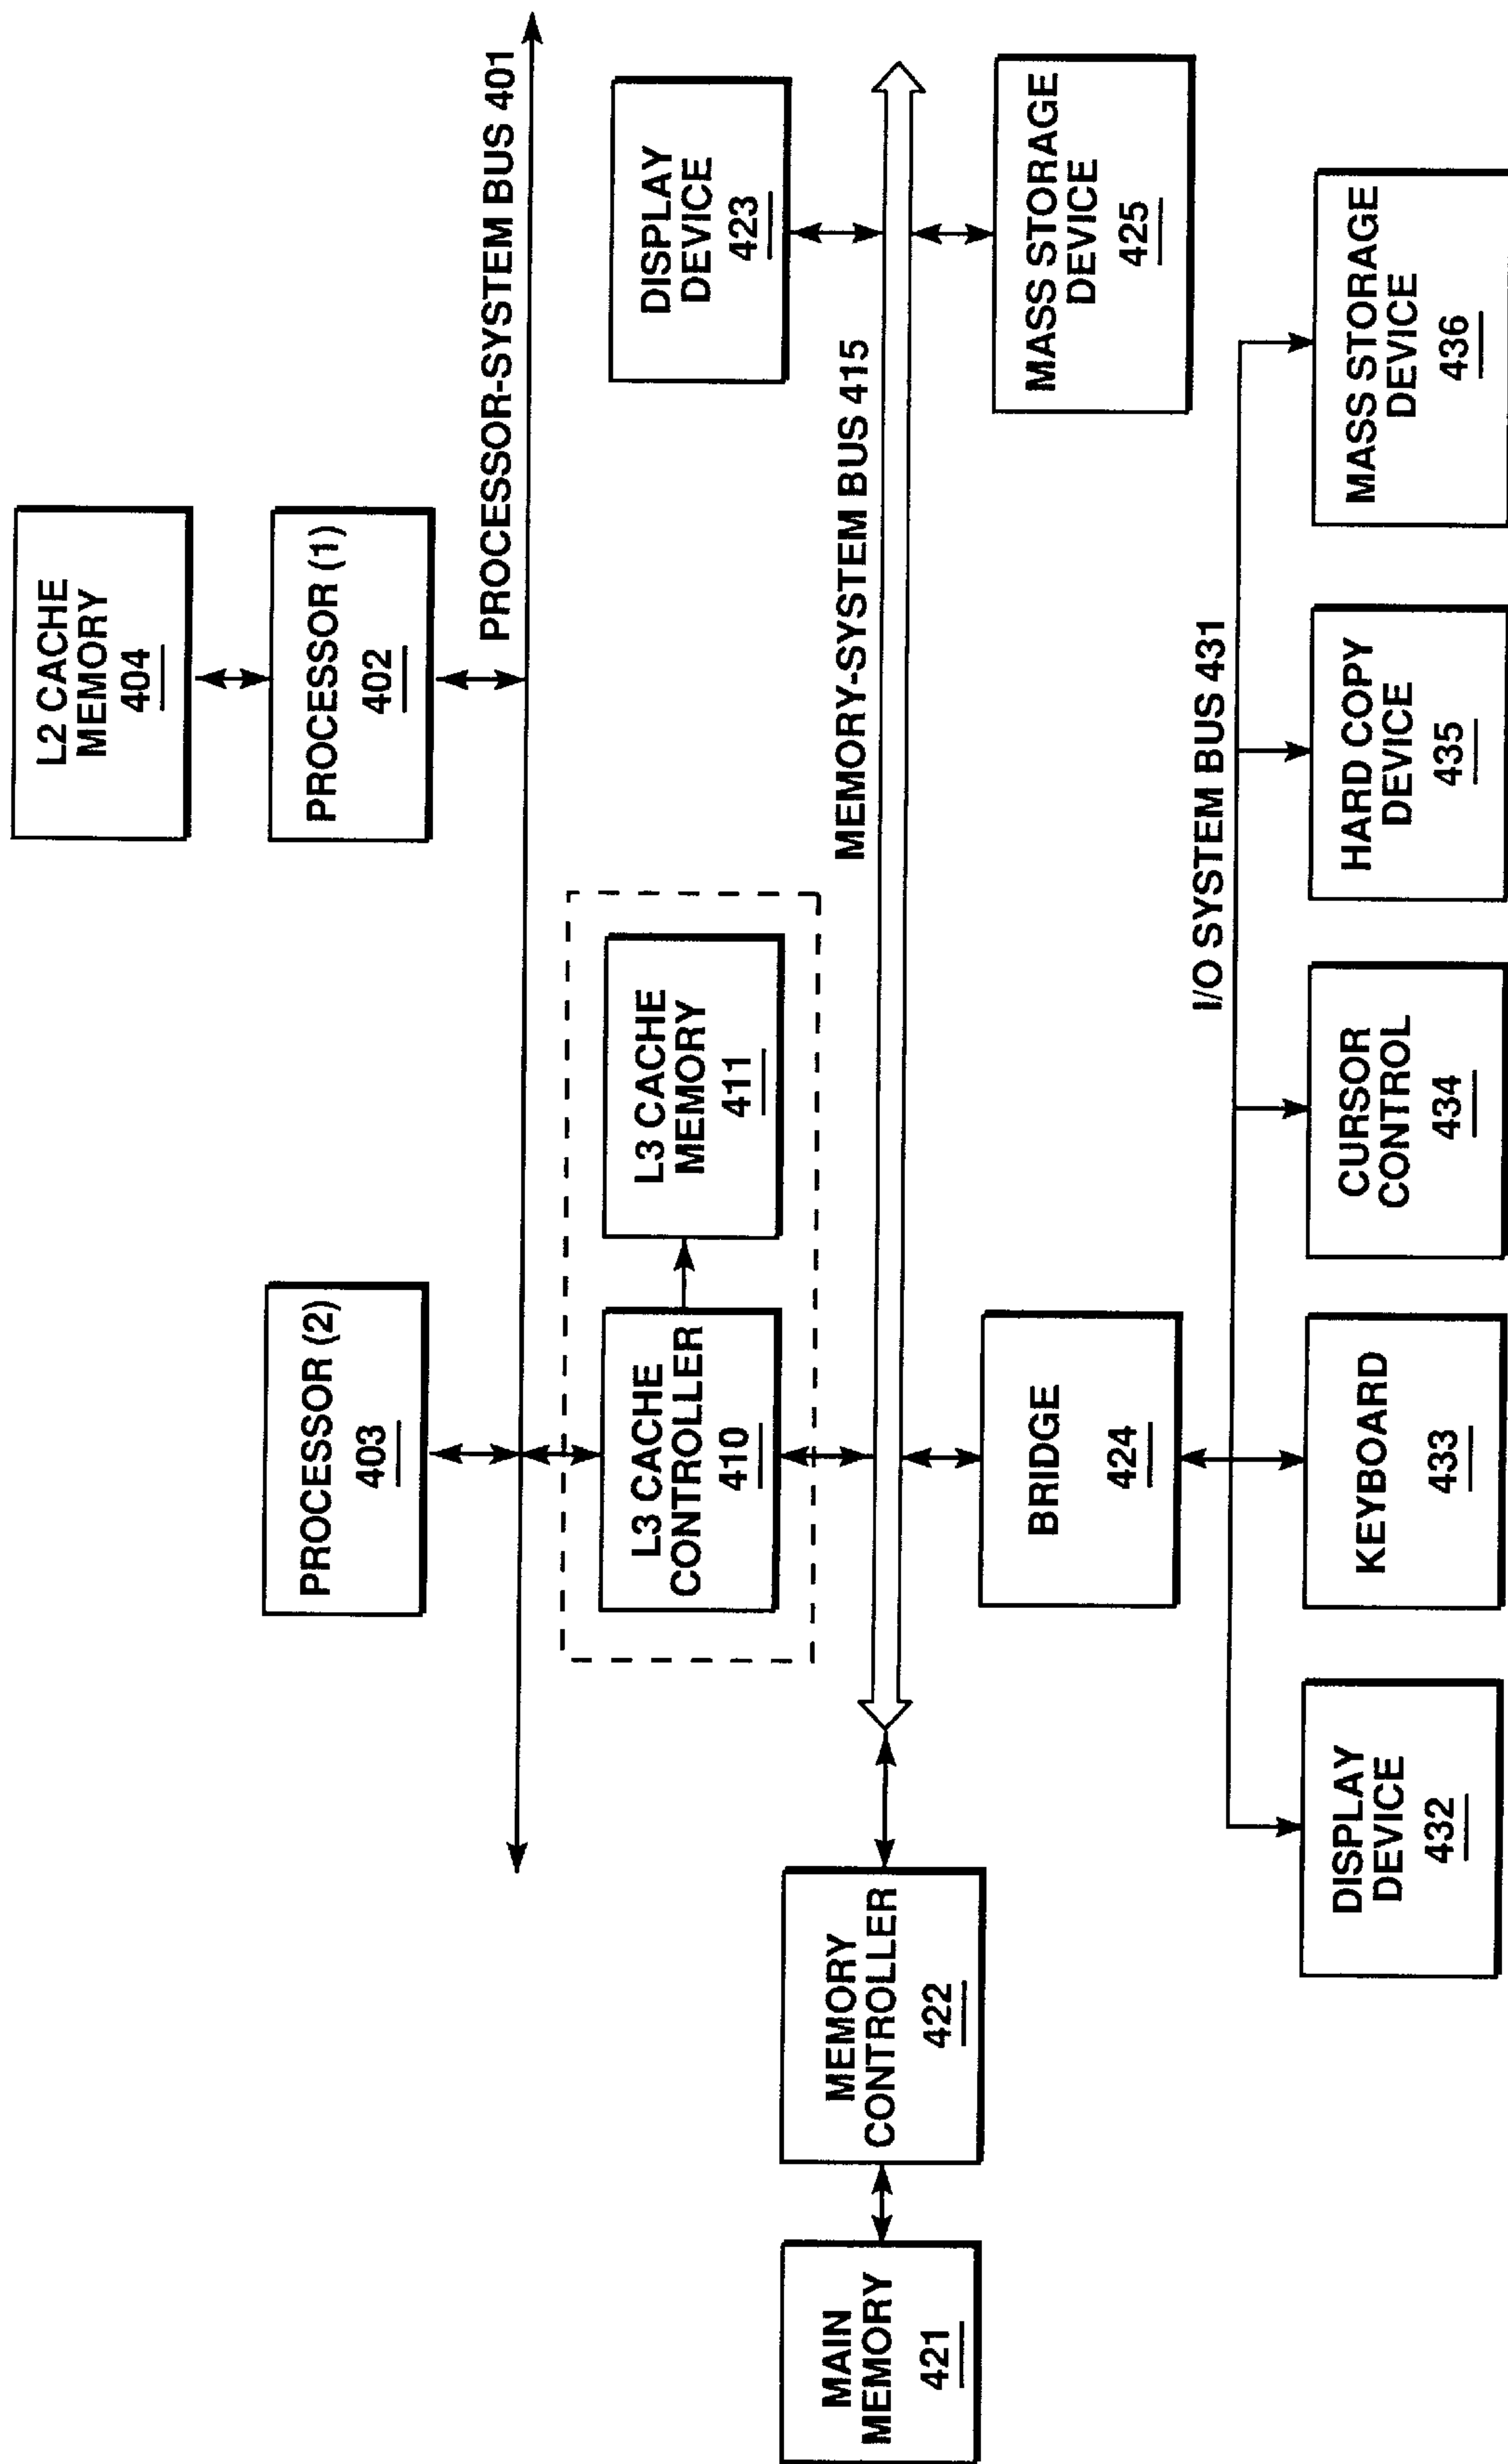 L2 CACHE
MEMORY
404
PROCESSOR (2)
403
PROCESSOR (1)
402
PROCESSOR-SYSTEM BUS 401
L3 CACHE
CONTROLLER
410
L3 CACHE
MEMORY
411
DISPLAY
DEVICE
423
MAIN
MEMORY
421
MEMORY
CONTROLLER
422
MEMORY-SYSTEM BUS 415
BRIDGE
424
MASS STORAGE
DEVICE
425
I/O SYSTEM BUS 431
DISPLAY
DEVICE
432
KEYBOARD
433
CURSOR
CONTROL
434
HARD COPY
DEVICE
435
MASS STORAGE
DEVICE
436